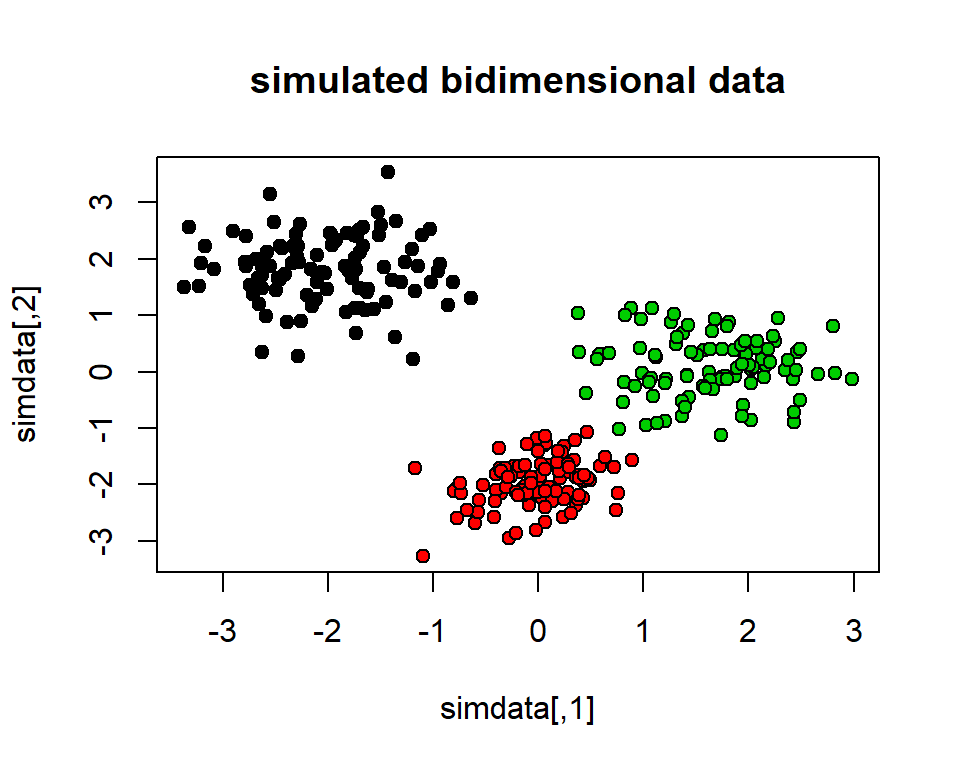 simulated bidimensional data
simdata[,2]
3
2
1
0
-1
-2
-3
-3 -2 -1 0 1 2 3
simdata[,1]